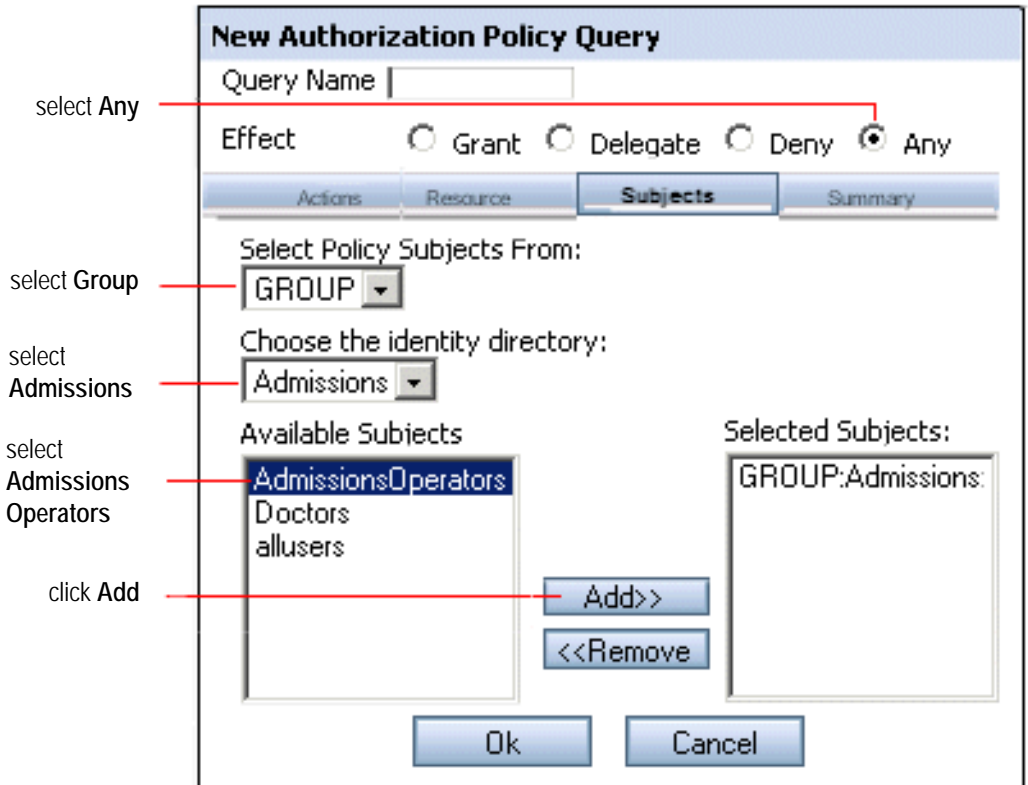 New Authorization Policy Query
Query Name
select Any
Effect Grant Delegate Deny Any
Actions Resource Subjects Summary
Select Policy Subjects From:
select Group
GROUP
Choose the identity directory:
select
Admissions
Admissions
Available Subjects
Selected Subjects:
select
Admissions
Operators
AdmissionsOperators
Doctors
allusers
GROUP:Admissions:
click Add
Add>>
<<Remove
Ok Cancel